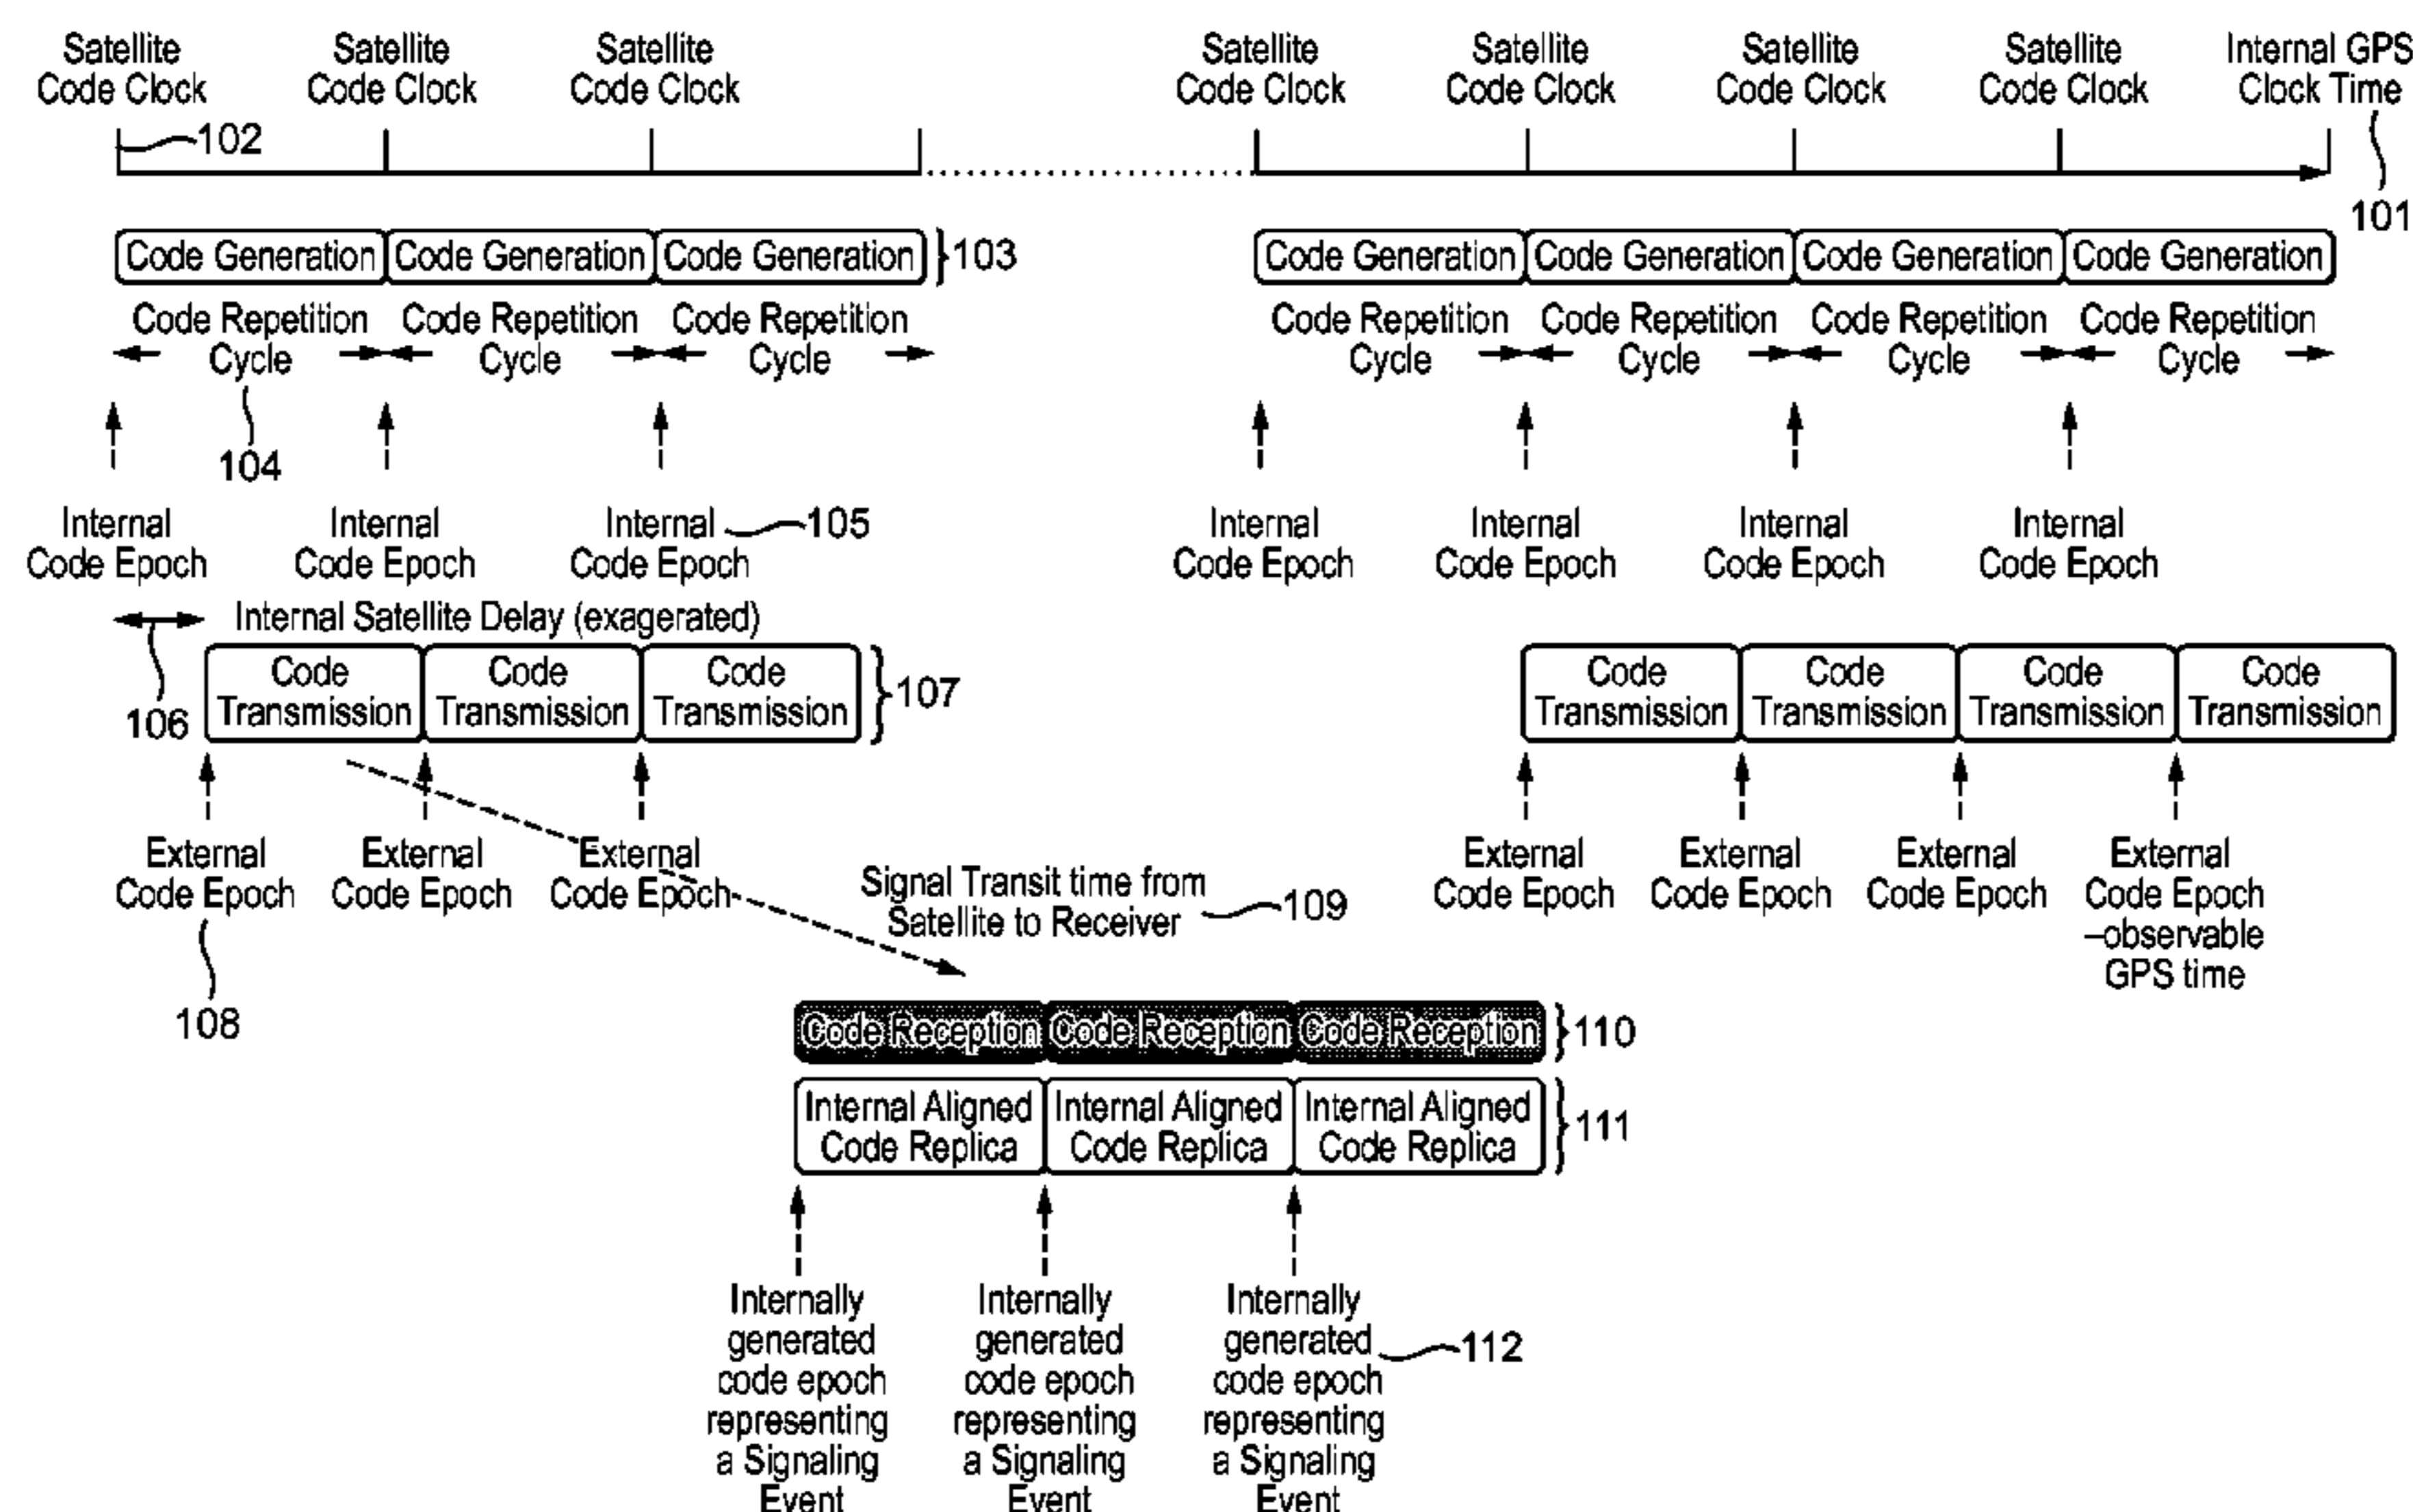 Satellite Satellite Satellite Satellite Satellite Satellite Satellite Internal GPS
Code Clock Code Clock Code Clock Code Clock Code Clock Code Clock Code Clock Clock Time
102
101
Code Generation Code Generation Code Generation 103 Code Generation Code Generation Code Generation Code Generation
Code Repetition Code Repetition Code Repetition Code Repetition Code Repetition Code Repetition Code Repetition
Cycle Cycle Cycle Cycle Cycle Cycle Cycle
104
Internal Internal Internal 105 Internal Internal Internal Internal
Code Epoch Code Epoch Code Epoch Code Epoch Code Epoch Code Epoch Code Epoch
Internal Satellite Delay (exagerated)
Code Code Code Code Code Code Code
Transmission Transmission Transmission 107 Transmission Transmission Transmission Transmission
106
External External External External External External External
Code Epoch Code Epoch Code Epoch Code Epoch Code Epoch Code Epoch Code Epoch
–observable
GPS time
Signal Transit time from
Satellite to Receiver 109
108
Code Reception Code Reception Code Reception 110
Internal Aligned Internal Aligned Internal Aligned
Code Replica Code Replica Code Replica 111
Internally Internally Internally
generated generated generated 112
code epoch code epoch code epoch
representing representing representing
a Signaling a Signaling a Signaling
Event Event Event